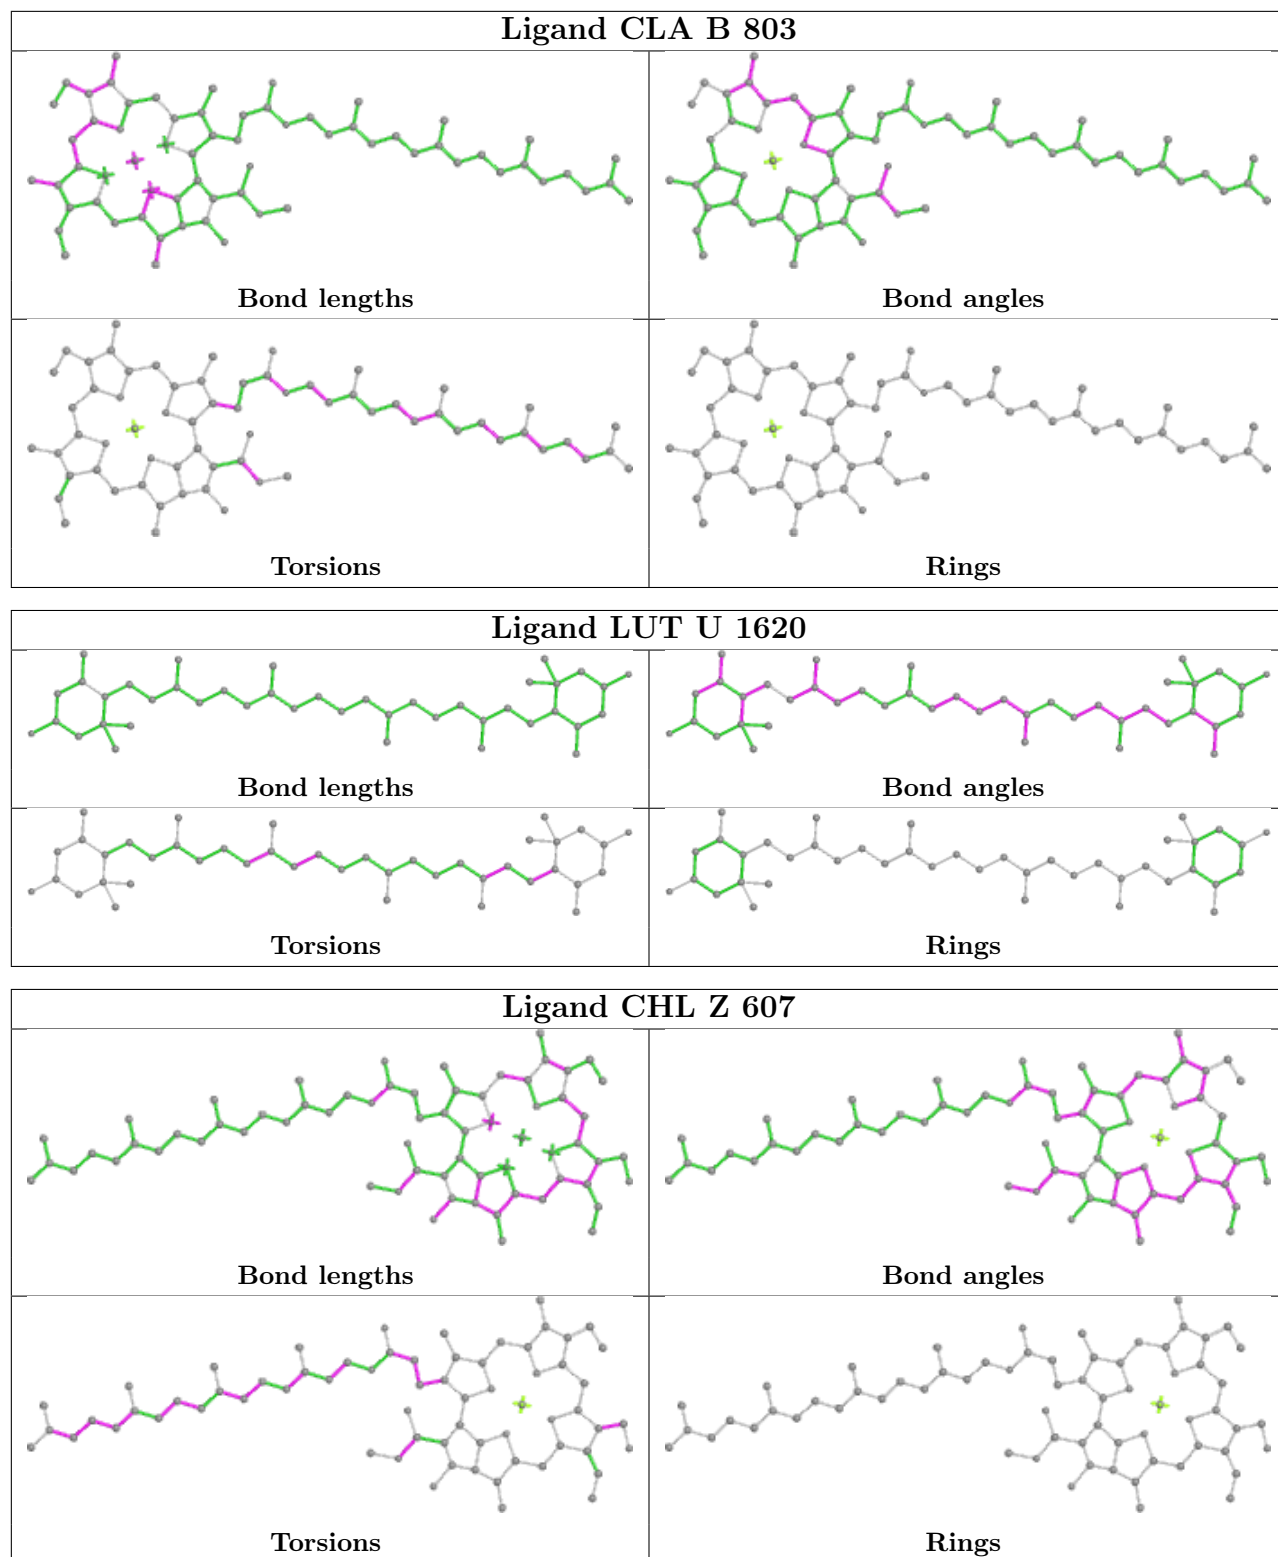 Ligand CLA B 803
Bond lengths
Bond angles
Torsions
Rings
Ligand LUT U 1620
Bond lengths
Bond angles
Torsions
Rings
Ligand CHL Z 607
Bond lengths
Bond angles
Torsions
Rings